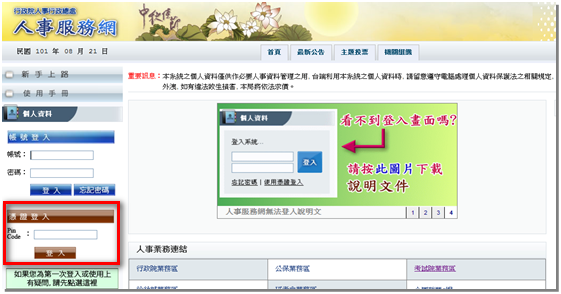 行政院人事行政總處
人事服務網
民國 101 年 08 月 21 日
首頁
最新公告
主題投票
新手上路
使用手冊
個人資料
帳號登入
帳號：
密碼：
登入
忘記密碼
憑證登入
Pin Code ：
登入
如果您為第一次登入或使用上
有疑問,請先點選這裡
重要訊息：本系統之個人資料僅供作必要人事資料管理之用,台端利用本系統之個人資料時,請留意遵守電腦處理個人資料保護法之相關規定,
外洩,如有違法致生損害,本局將依法求償。
個人資料
登入系統...
登入
忘記密碼 | 使用憑證登入
看不到登入畫面嗎?
請按此圖片下載
說明文件
人事服務網無法登入說明文
1 2 3 4
人事業務連結
行政院業務區
公保業務區
考試院業務區